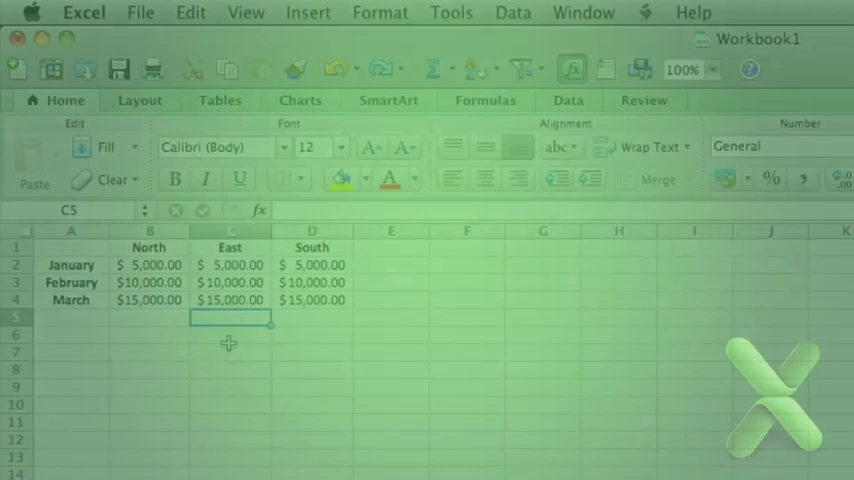 Excel File Edit View Insert Format Tools Data Window Help
Workbook1
fx 100% ?
Home Layout Tables Charts SmartArt Formulas Data Review
Edit Font Alignment Number
Fill Calibri (Body) 12 A A abc Wrap Text General
Paste Clear B I U A Merge % ,
C5 fx
A B C D E F G H I J K
1 North East South
2 January $ 5,000.00 $ 5,000.00 $ 5,000.00
3 February $10,000.00 $10,000.00 $10,000.00
4 March $15,000.00 $15,000.00 $15,000.00
5
6
7
8
9
10
11
12
13
14